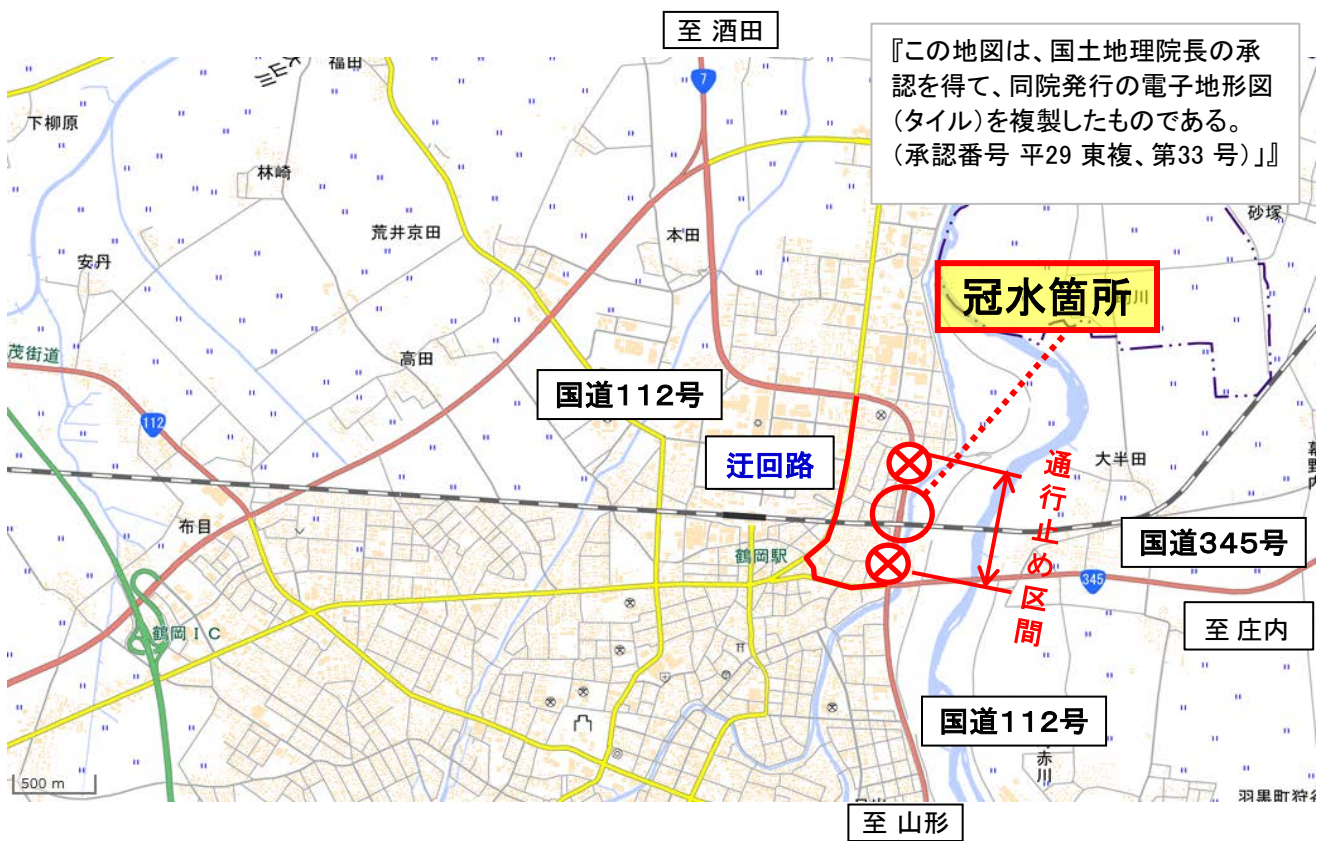 至 酒田
『この地図は、国土地理院長の承
認を得て、同院発行の電子地形図
(タイル)を複製したものである。
(承認番号 平29 東複、第33 号)」』
福田
7
下柳原
林崎
砂塚
荒井京田
本田
安丹
冠水箇所
茂街道
高田
国道112号
112
迂回路
大半田
通行止め区間
布目
鶴岡駅
国道345号
345
鶴岡IC
至 庄内
国道112号
赤川
500 m
羽黒町狩
至 山形